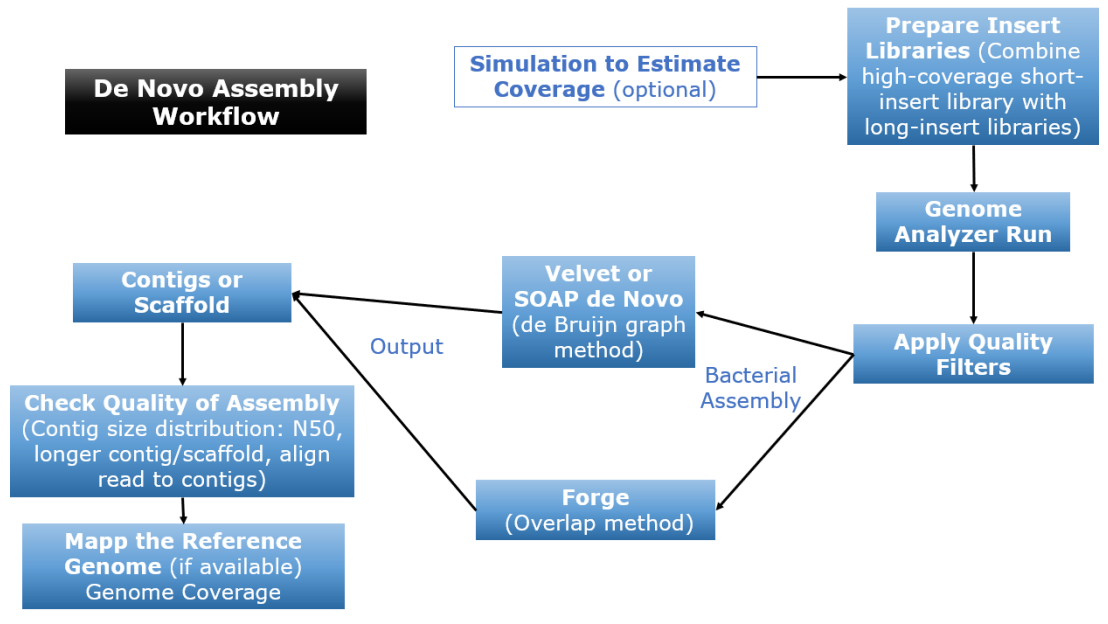 De Novo Assembly
Workflow
Simulation to Estimate
Coverage (optional)
Prepare Insert
Libraries (Combine
high-coverage short-
insert library with
long-insert libraries)
Genome
Analyzer Run
Apply Quality
Filters
Bacterial
Assembly
Velvet or
SOAP de Novo
(de Bruijn graph
method)
Forge
(Overlap method)
Output
Contigs or
Scaffold
Check Quality of Assembly
(Contig size distribution: N50,
longer contig/scaffold, align
read to contigs)
Mapp the Reference
Genome (if available)
Genome Coverage